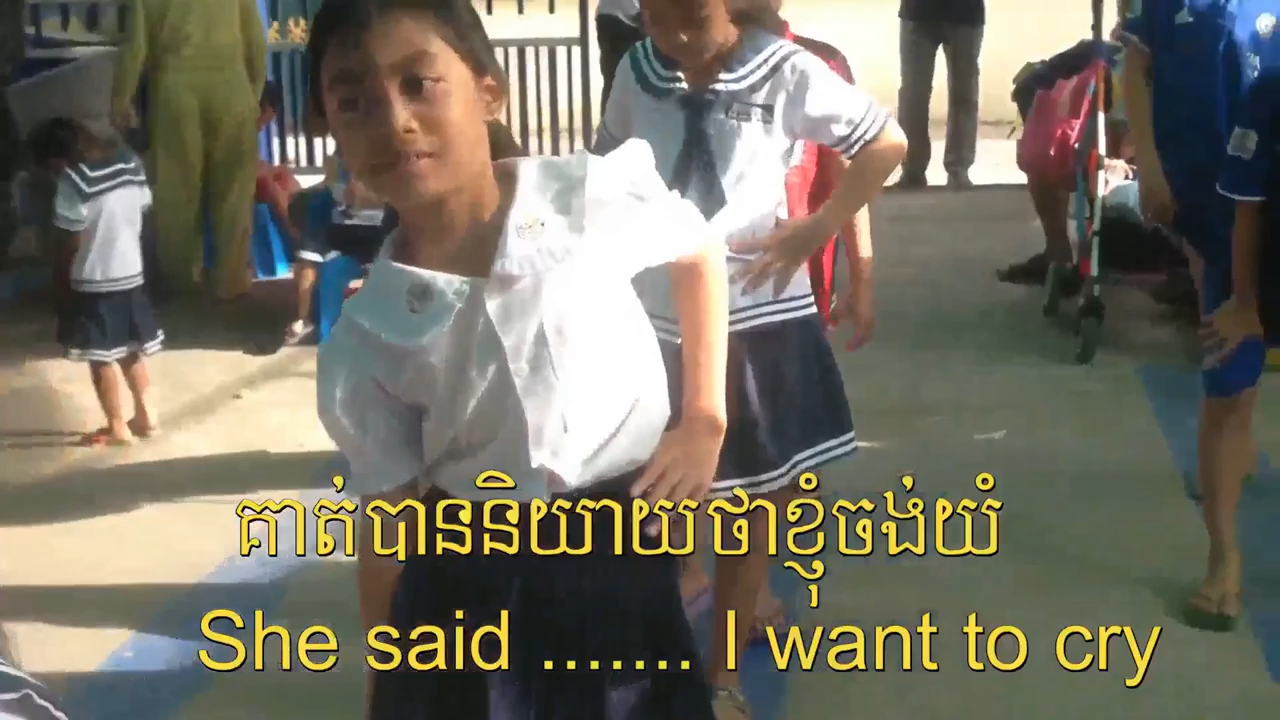 គាត់បាននិយាយថាខ្ញុំចង់យំ
She said ....... I want to cry